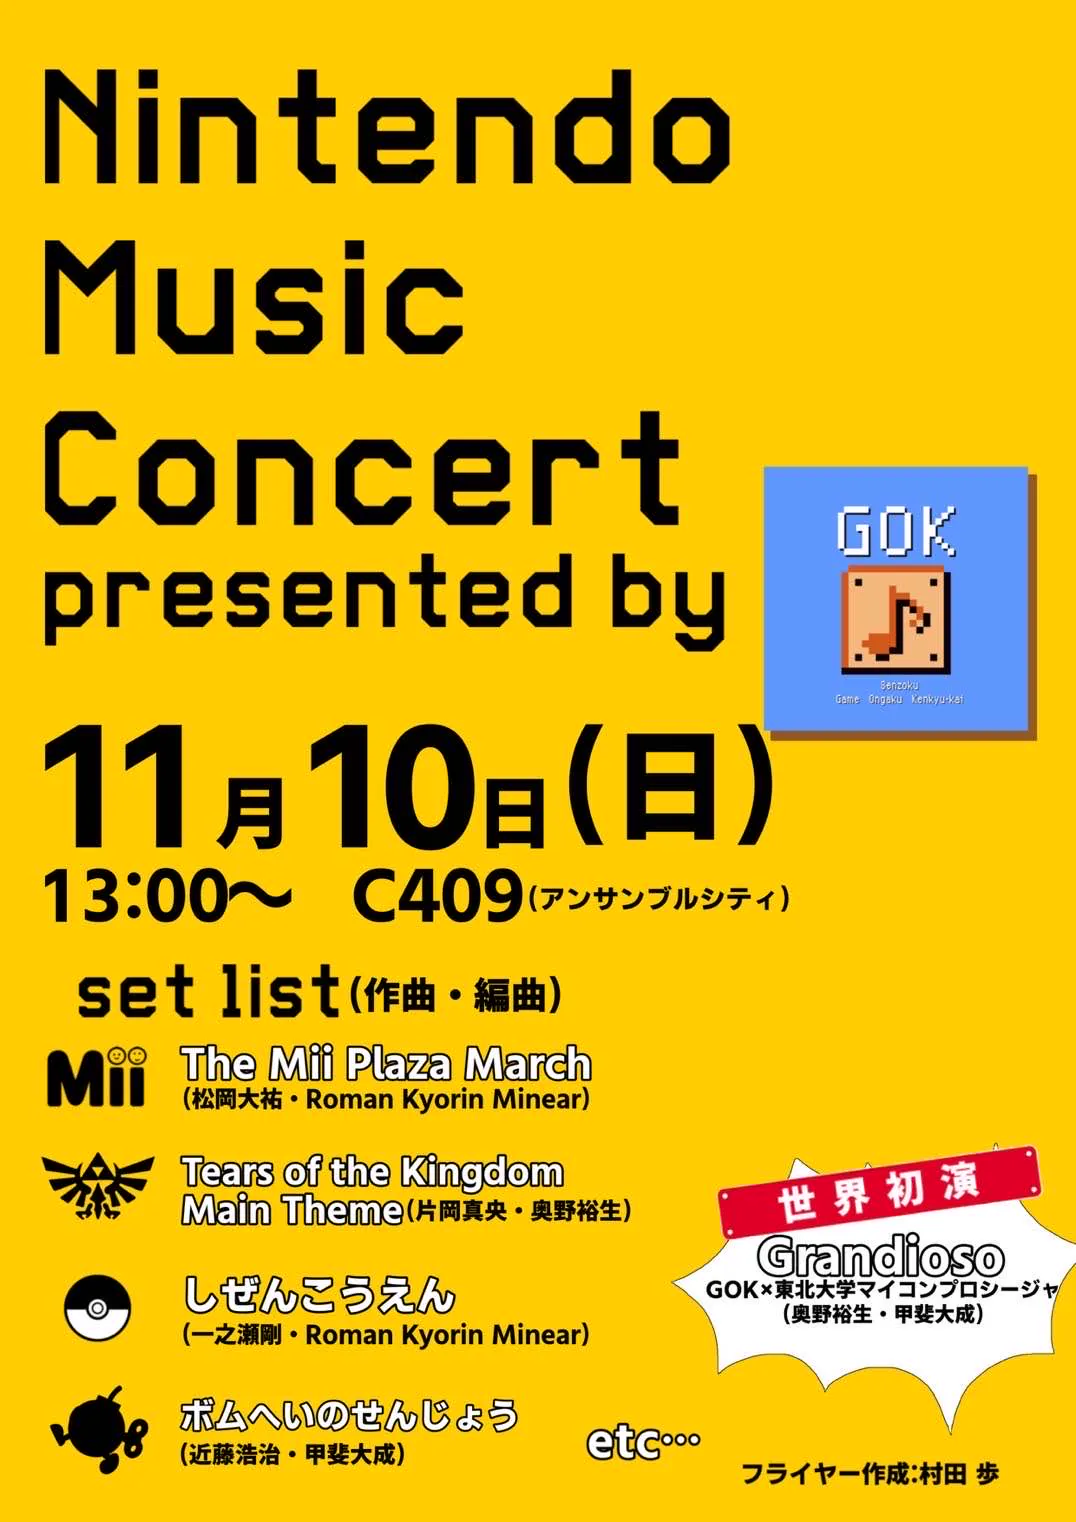 Nintendo
Music
Concert
presented by
GOK
Senzoku
Game Ongaku Kenkyu-kai
11月10日(日)
13:00〜 C409(アンサンブルシティ)
set list(作曲・編曲)
Mii
The Mii Plaza March
(松岡大祐・Roman Kyorin Minear)
Tears of the Kingdom
Main Theme(片岡真央・奥野裕生)
しぜんこうえん
(一之瀬剛・Roman Kyorin Minear)
ボムへいのせんじょう
(近藤浩治・甲斐大成)
etc…
世界初演
Grandioso
GOK×東北大学マイコンプロシージャ
(奥野裕生・甲斐大成)
フライヤー作成:村田 歩